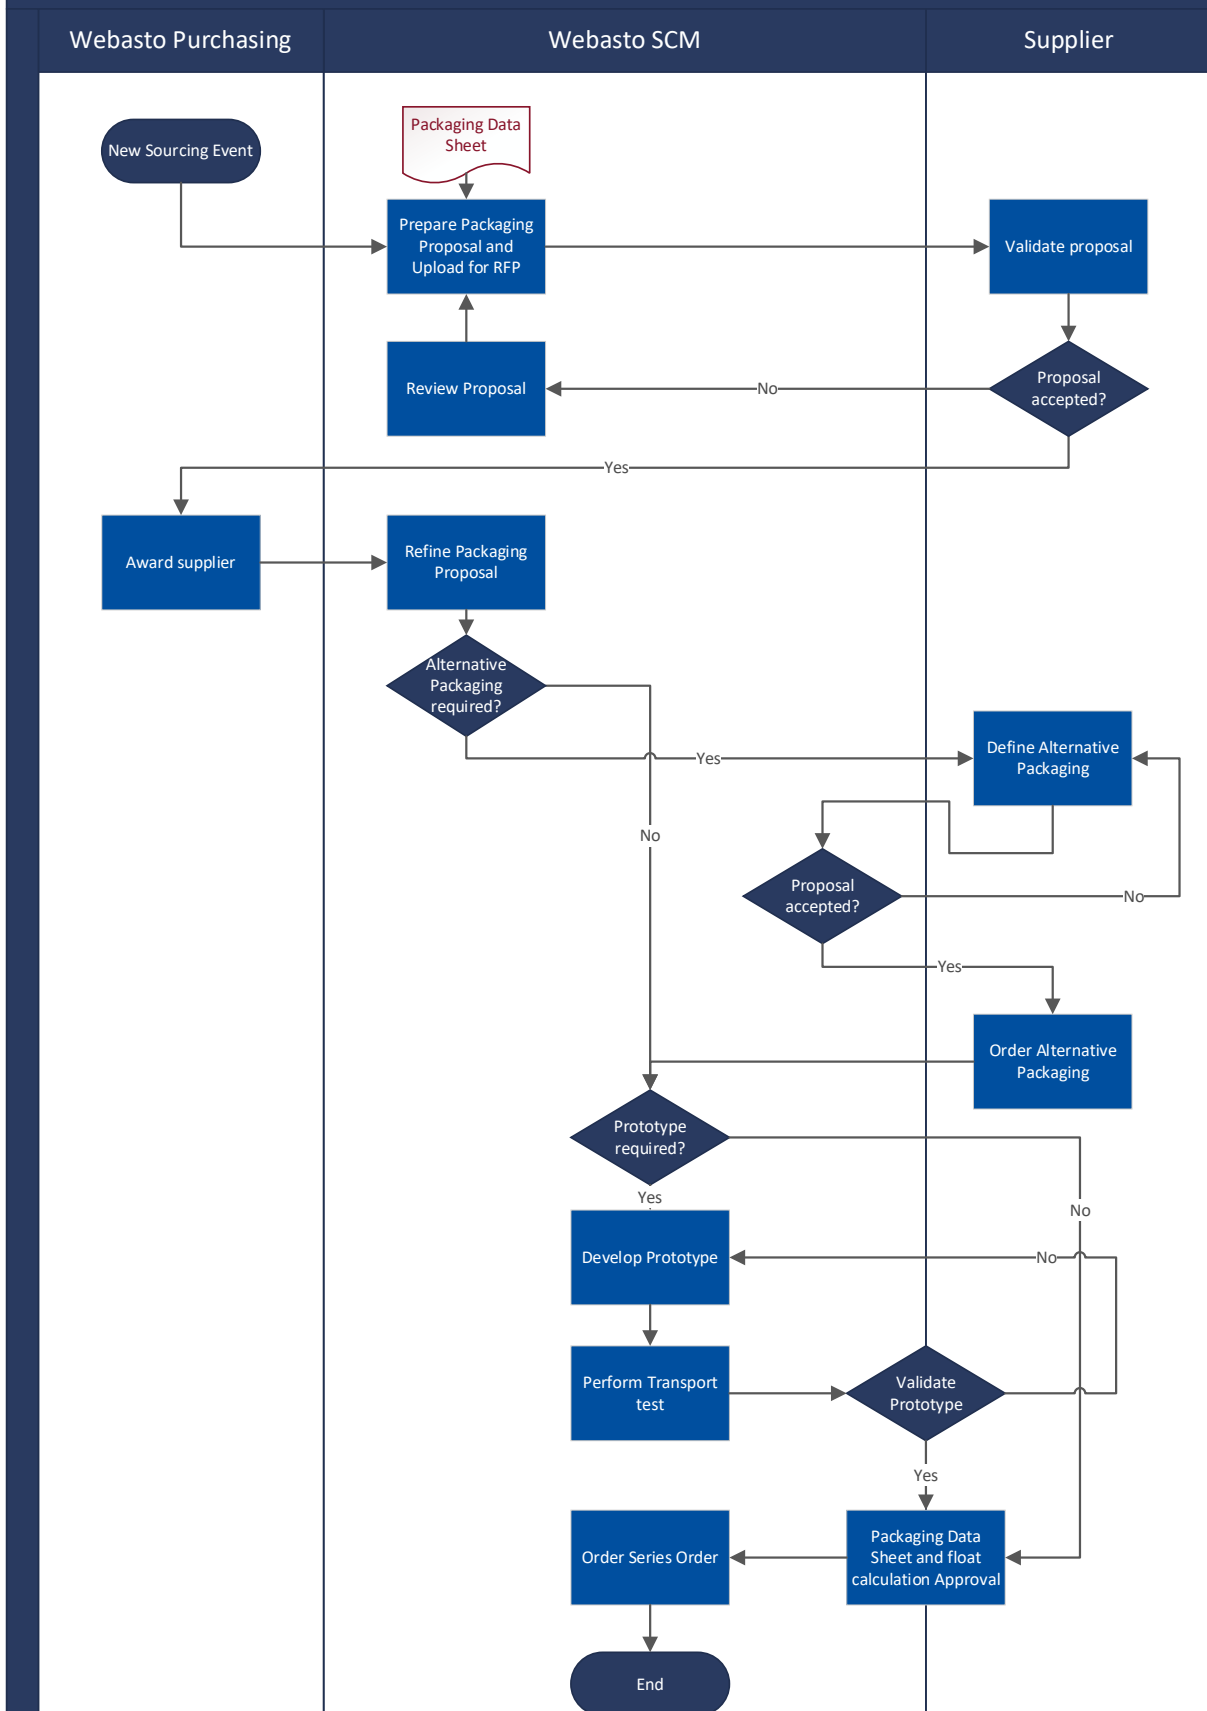 Webasto Purchasing
Webasto SCM
Supplier
New Sourcing Event
Packaging Data
Sheet
Prepare Packaging
Proposal and
Upload for RFP
Validate proposal
Review Proposal
No
Proposal
accepted?
Yes
Award supplier
Refine Packaging
Proposal
Alternative
Packaging
required?
Yes
Define Alternative
Packaging
No
Proposal
accepted?
No
Yes
Order Alternative
Packaging
Prototype
required?
Yes
No
Develop Prototype
No
Perform Transport
test
Validate
Prototype
Yes
Order Series Order
Packaging Data
Sheet and float
calculation Approval
End